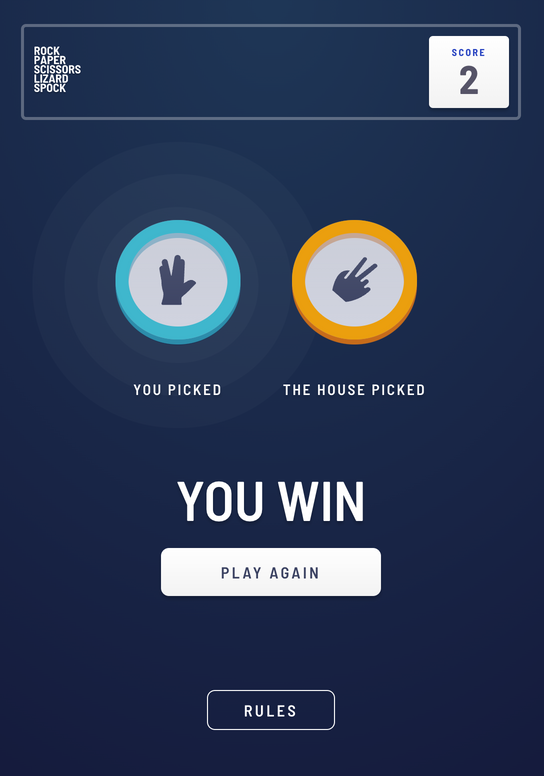 ROCK
PAPER
SCISSORS
LIZARD
SPOCK
SCORE
2
YOU PICKED
THE HOUSE PICKED
YOU WIN
PLAY AGAIN
RULES